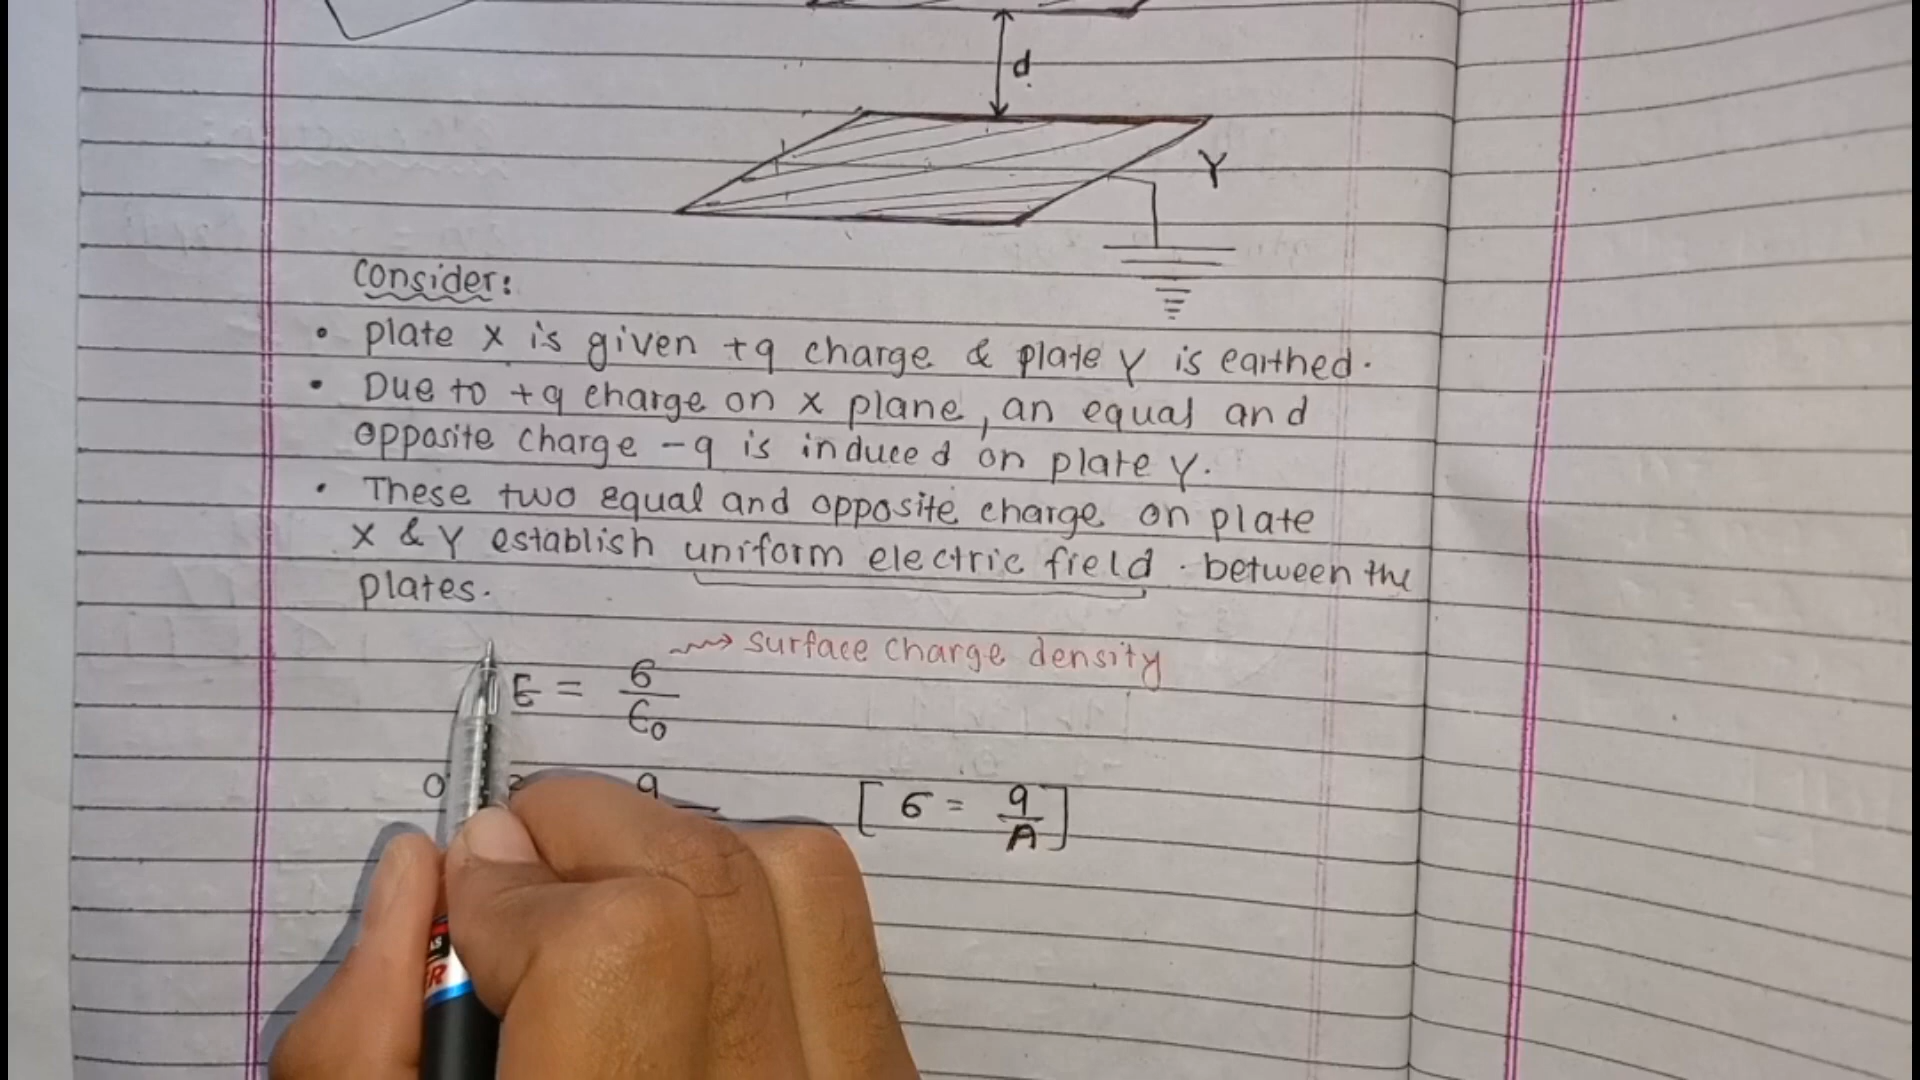 d
Y
Consider:
• plate X is given +q charge & plate Y is earthed.
• Due to +q charge on X plane, an equal and
opposite charge -q is induced on plate Y.
• These two equal and opposite charge on plate
X & Y establish uniform electric field. between the
plates.
E = σ/ϵ₀ ⇝ surface charge density
q [σ = q/A]